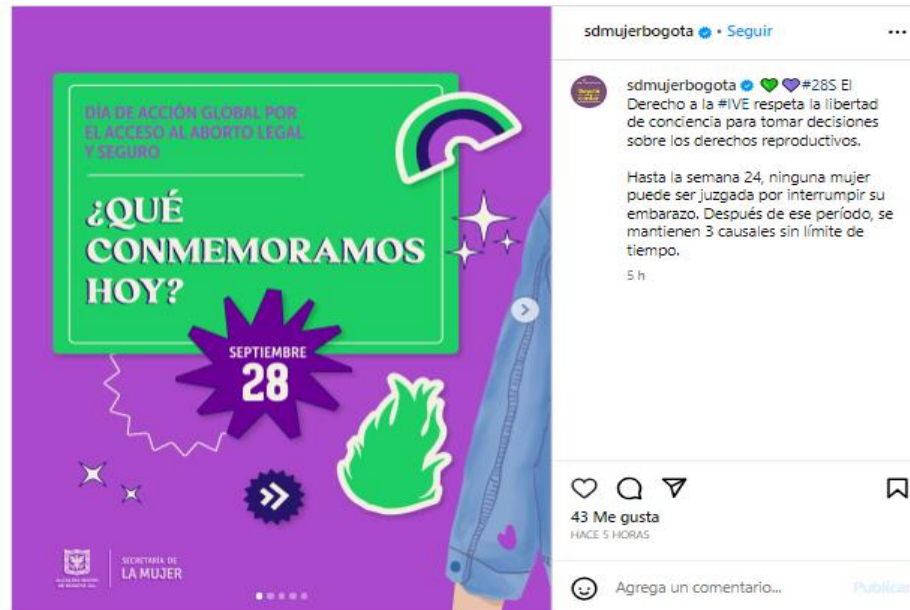 DÍA DE ACCIÓN GLOBAL POR
EL ACCESO AL ABORTO LEGAL
Y SEGURO
¿QUÉ
CONMEMORAMOS
HOY?
SEPTIEMBRE
28
SECRETARÍA DE
LA MUJER
sdmujerbogota • Seguir
sdmujerbogota 💚💜#28S El
Derecho a la #IVE respeta la libertad
de conciencia para tomar decisiones
sobre los derechos reproductivos.
Hasta la semana 24, ninguna mujer
puede ser juzgada por interrumpir su
embarazo. Después de ese período, se
mantienen 3 causales sin límite de
tiempo.
5 h
43 Me gusta
HACE 5 HORAS
Agrega un comentario...
Publicar